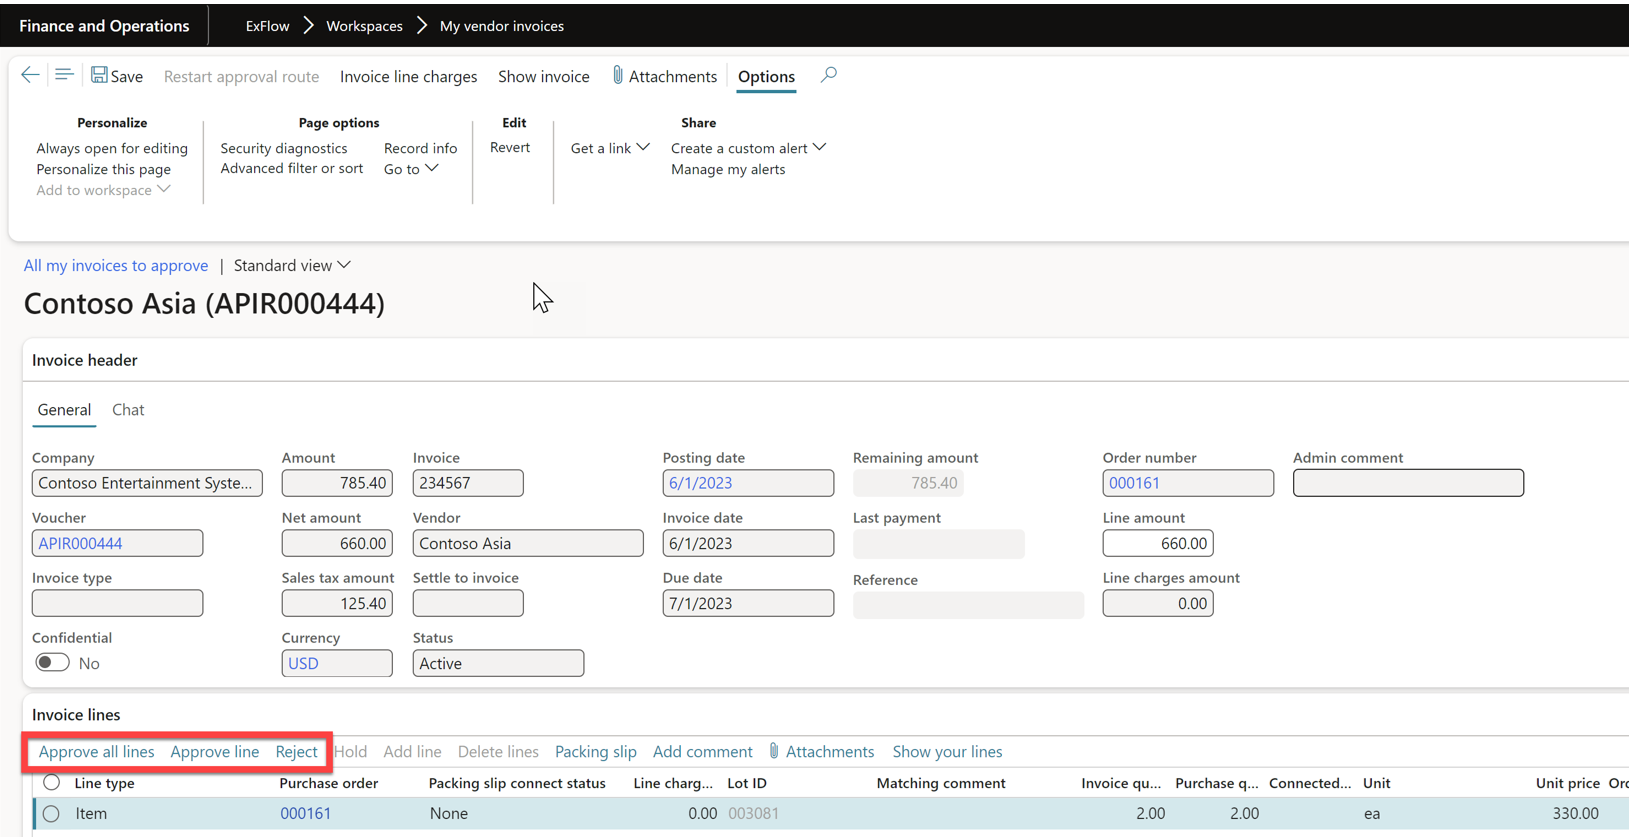 Finance and Operations ExFlow Workspaces My vendor invoices
Save Restart approval route Invoice line charges Show invoice Attachments Options
Personalize Page options Edit Share
Always open for editing Security diagnostics Record info Revert Get a link Create a custom alert
Personalize this page Advanced filter or sort Go to Manage my alerts
Add to workspace
All my invoices to approve | Standard view
Contoso Asia (APIR000444)
Invoice header
General Chat
Company Amount Invoice Posting date Remaining amount Order number Admin comment
Contoso Entertainment Syste... 785.40 234567 6/1/2023 785.40 000161
Voucher Net amount Vendor Invoice date Last payment Line amount
APIR000444 660.00 Contoso Asia 6/1/2023 660.00
Invoice type Sales tax amount Settle to invoice Due date Reference Line charges amount
125.40 7/1/2023 0.00
Confidential Currency Status
No USD Active
Invoice lines
Approve all lines Approve line Reject Hold Add line Delete lines Packing slip Add comment Attachments Show your lines
Line type Purchase order Packing slip connect status Line charg... Lot ID Matching comment Invoice qu... Purchase q... Connected... Unit Unit price
Item 000161 None 0.00 003081 2.00 2.00 ea 330.00